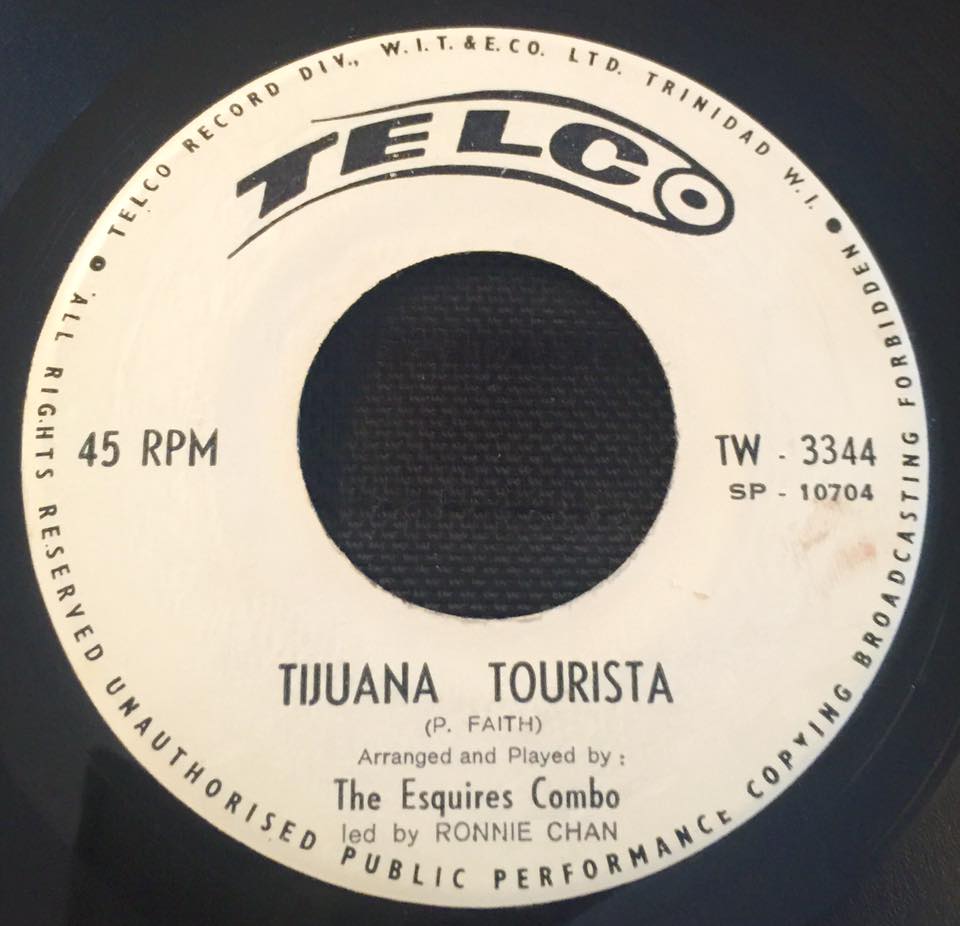 TELCO RECORD DIV., W.I.T. & E. CO. LTD. TRINIDAD W.I.
TELCO
45 RPM
TW - 3344
SP - 10704
TIJUANA TOURISTA
(P. FAITH)
Arranged and Played by :
The Esquires Combo
led by RONNIE CHAN
ALL RIGHTS RESERVED UNAUTHORISED PUBLIC PERFORMANCE COPYING BROADCASTING FORBIDDEN